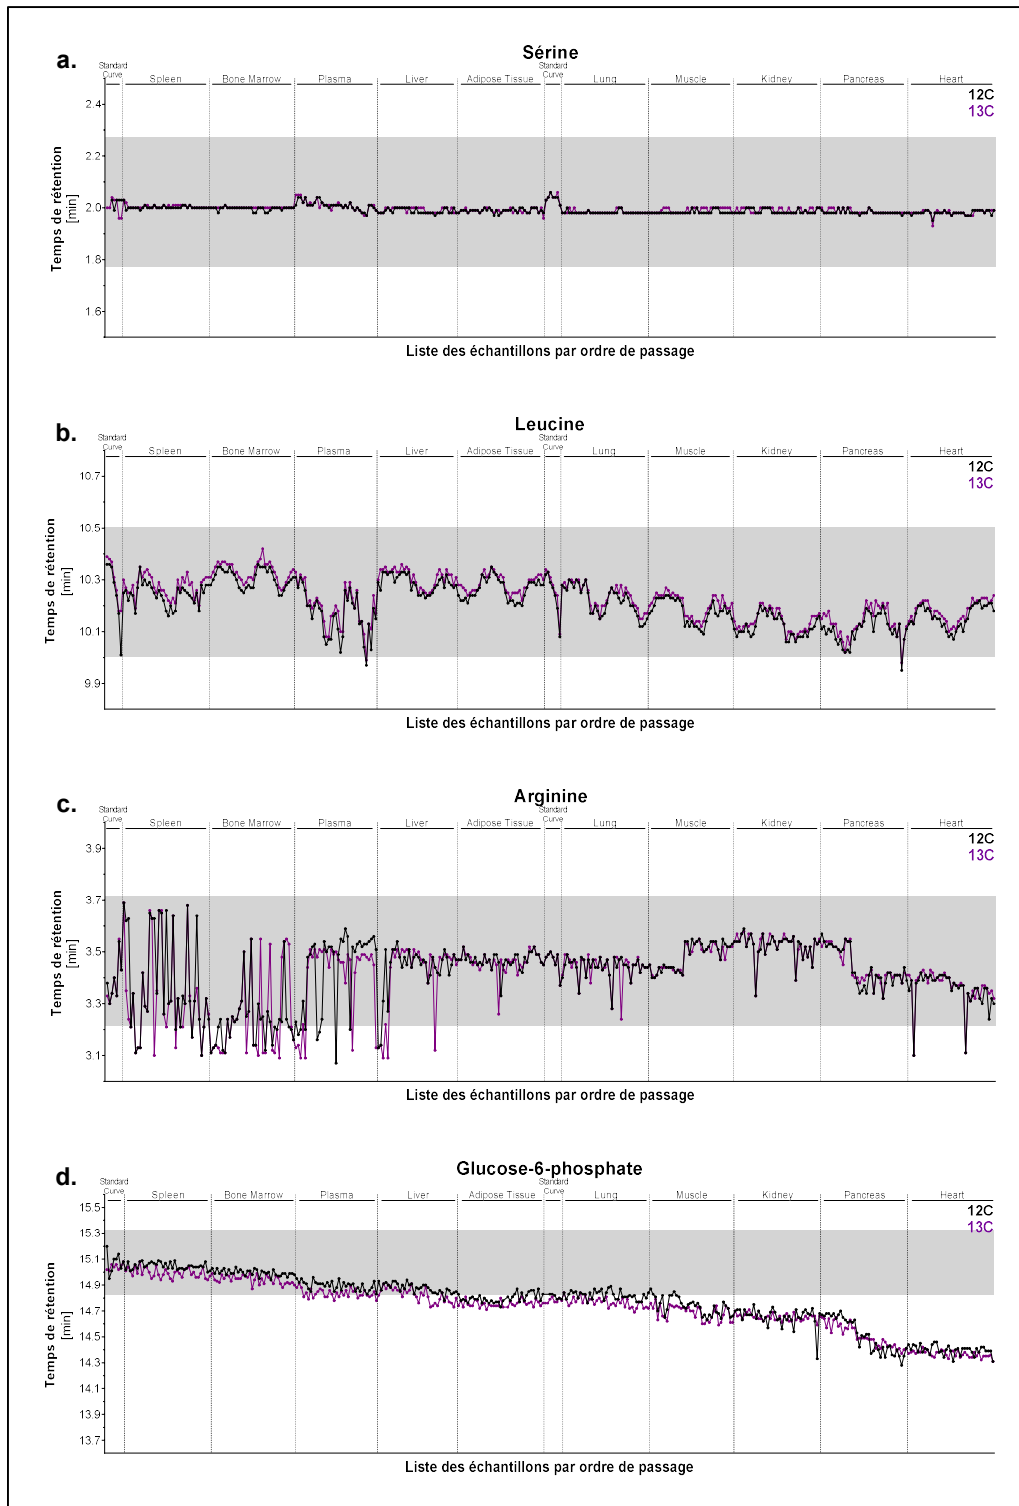 a.
Sérine
Standard
Curve
Spleen Bone Marrow Plasma Liver Adipose Tissue Standard Curve Lung Muscle Kidney Pancreas Heart
12C
13C
2.4
2.2
2.0
1.8
1.6
Temps de rétention
[min]
Liste des échantillons par ordre de passage
b.
Leucine
Standard
Curve
Spleen Bone Marrow Plasma Liver Adipose Tissue Standard Curve Lung Muscle Kidney Pancreas Heart
12C
13C
10.7
10.5
10.3
10.1
9.9
Temps de rétention
[min]
Liste des échantillons par ordre de passage
c.
Arginine
Standard
Curve
Spleen Bone Marrow Plasma Liver Adipose Tissue Standard Curve Lung Muscle Kidney Pancreas Heart
12C
13C
3.9
3.7
3.5
3.3
3.1
Temps de rétention
[min]
Liste des échantillons par ordre de passage
d.
Glucose-6-phosphate
Standard
Curve
Spleen Bone Marrow Plasma Liver Adipose Tissue Standard Curve Lung Muscle Kidney Pancreas Heart
12C
13C
15.5
15.3
15.1
14.9
14.7
14.5
14.3
14.1
13.9
13.7
Temps de rétention
[min]
Liste des échantillons par ordre de passage